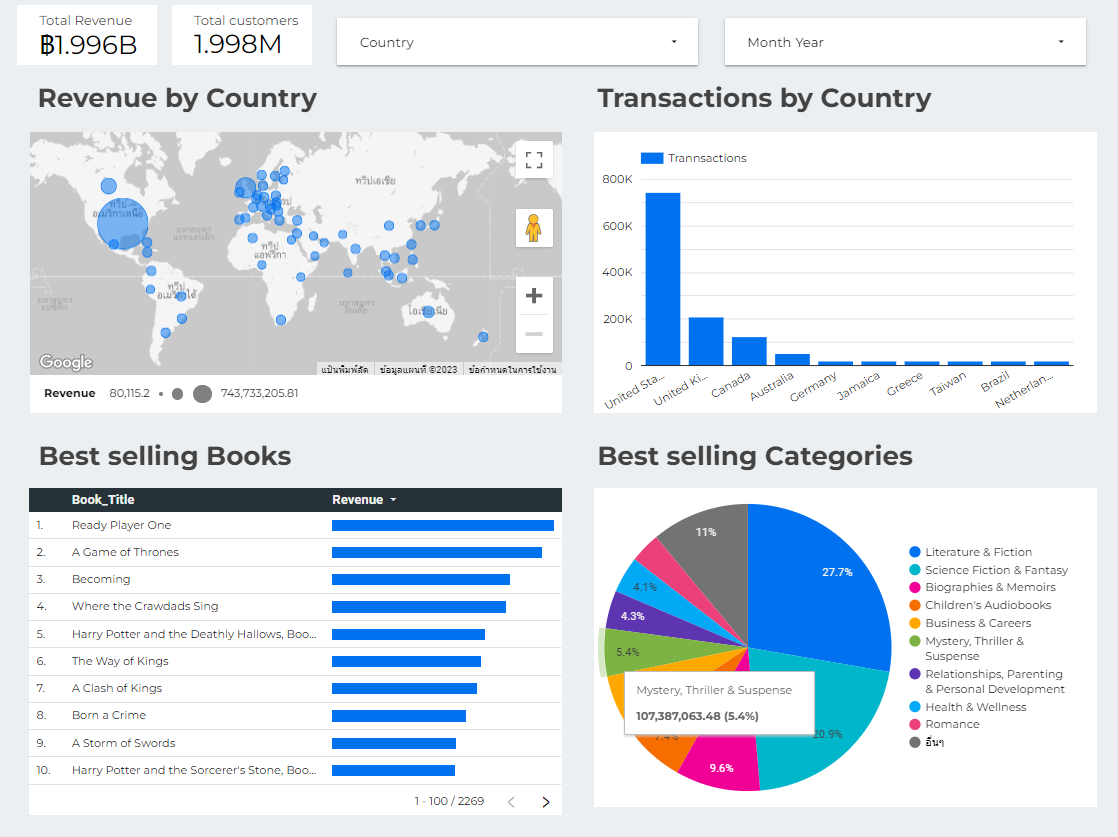 Total Revenue
฿1.996B
Total customers
1.998M
Country
Month Year
Revenue by Country
ทวีปเอเชีย
ทวีป
อเมริกาเหนือ
มหาสมุทร
แอตแลนติก
ทวีป
แอฟริกา
ทวีป
อเมริกาใต้
มหาสมุทร
อินเดีย
โอเชียเนีย
มหาสมุทร
แปซิฟิก
Google
แป้นพิมพ์ลัด
ข้อมูลแผนที่ ©2023
ข้อกำหนดในการใช้งาน
Revenue 80,115.2 743,733,205.81
Transactions by Country
Trannsactions
800K
600K
400K
200K
0
United Sta...
United Ki...
Canada
Australia
Germany
Jamaica
Greece
Taiwan
Brazil
Netherlan...
Best selling Books
Book_Title Revenue
1. Ready Player One
2. A Game of Thrones
3. Becoming
4. Where the Crawdads Sing
5. Harry Potter and the Deathly Hallows, Boo...
6. The Way of Kings
7. A Clash of Kings
8. Born a Crime
9. A Storm of Swords
10. Harry Potter and the Sorcerer's Stone, Boo...
1 - 100 / 2269
Best selling Categories
11%
27.7%
4.1%
4.3%
5.4%
Mystery, Thriller & Suspense
107,387,063.48 (5.4%)
7.4%
20.9%
9.6%
Literature & Fiction
Science Fiction & Fantasy
Biographies & Memoirs
Children's Audiobooks
Business & Careers
Mystery, Thriller &
Suspense
Relationships, Parenting
& Personal Development
Health & Wellness
Romance
อื่นๆ